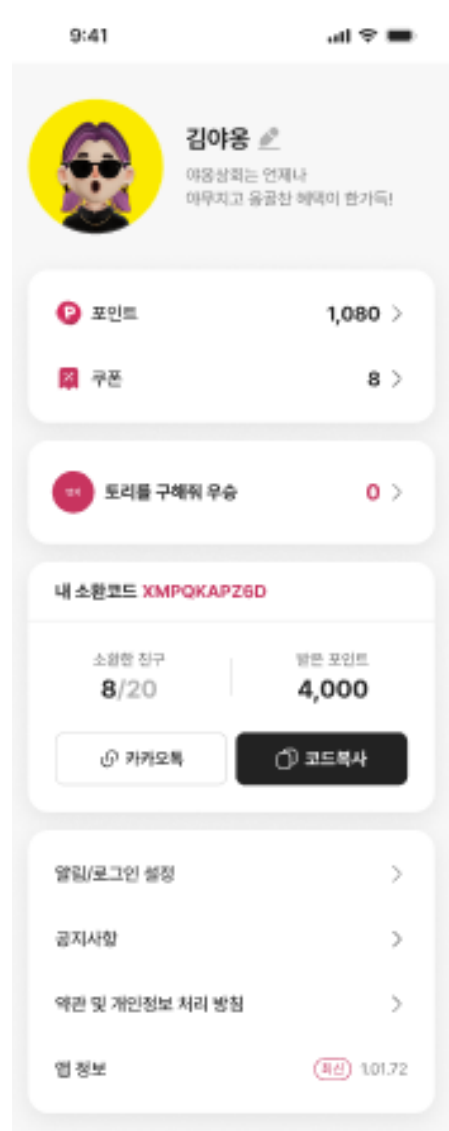 9:41
김야옹
야옹상회는 언제나
야무지고 옹골찬 혜택이 한가득!
P 포인트 1,080
쿠폰 8
토리를 구해줘 우승 0
내 소환코드 XMPQKAPZ6D
소환한 친구 받은 포인트
8/20 4,000
카카오톡 코드복사
알림/로그인 설정
공지사항
약관 및 개인정보 처리 방침
앱 정보 최신 1.01.72